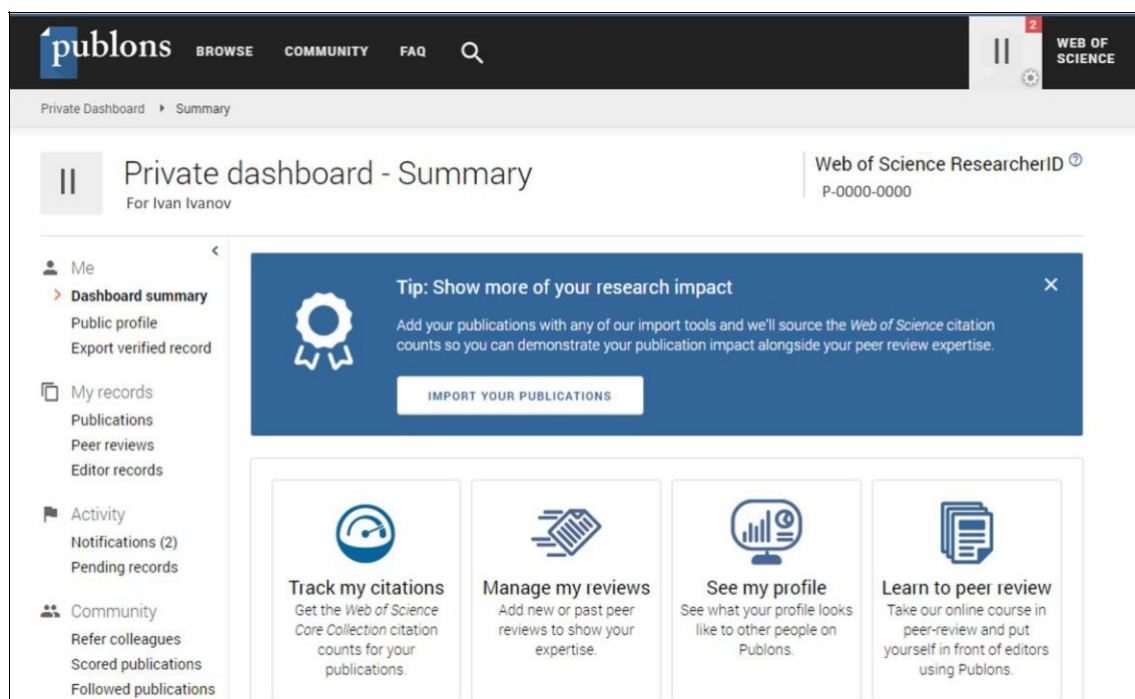 publons BROWSE COMMUNITY FAQ
II 2 WEB OF
SCIENCE
Private Dashboard Summary
II Private dashboard - Summary
For Ivan Ivanov
Web of Science ResearcherID ?
P-0000-0000
Me
Dashboard summary
Public profile
Export verified record
My records
Publications
Peer reviews
Editor records
Activity
Notifications (2)
Pending records
Community
Refer colleagues
Scored publications
Followed publications
Tip: Show more of your research impact
Add your publications with any of our import tools and we'll source the Web of Science citation
counts so you can demonstrate your publication impact alongside your peer review expertise.
IMPORT YOUR PUBLICATIONS
Track my citations
Get the Web of Science
Core Collection citation
counts for your
publications.
Manage my reviews
Add new or past peer
reviews to show your
expertise.
See my profile
See what your profile looks
like to other people on
Publons.
Learn to peer review
Take our online course in
peer-review and put
yourself in front of editors
using Publons.